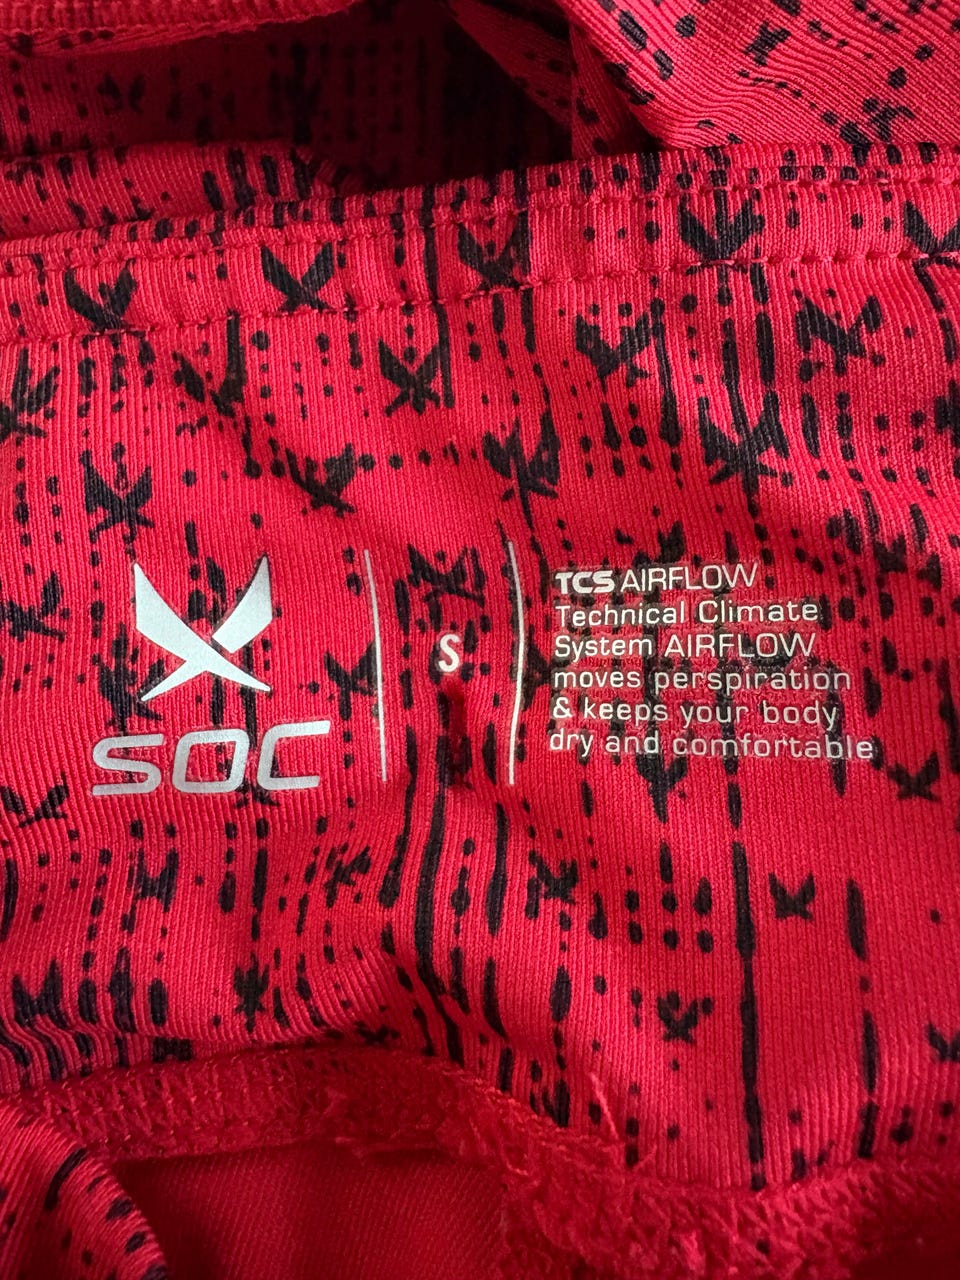 SOC
S
TCS AIRFLOW
Technical Climate
System AIRFLOW
moves perspiration
& keeps your body
dry and comfortable